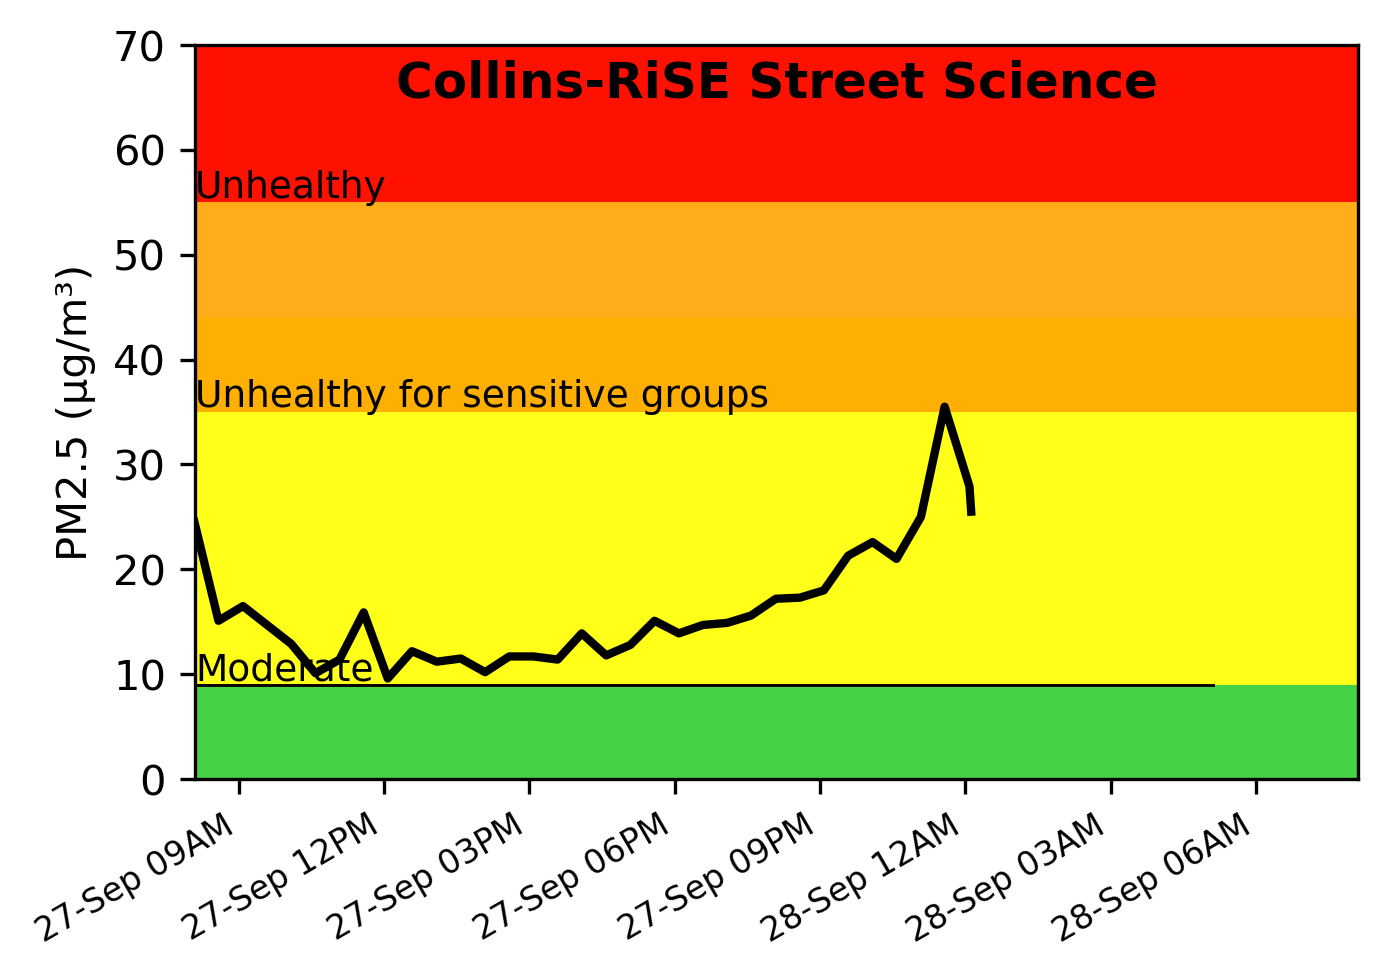 Collins-RiSE Street Science
70
60
Unhealthy
50
40
Unhealthy for sensitive groups
30
20
Moderate
10
0
PM2.5 (µg/m³)
27-Sep 09AM
27-Sep 12PM
27-Sep 03PM
27-Sep 06PM
27-Sep 09PM
28-Sep 12AM
28-Sep 03AM
28-Sep 06AM